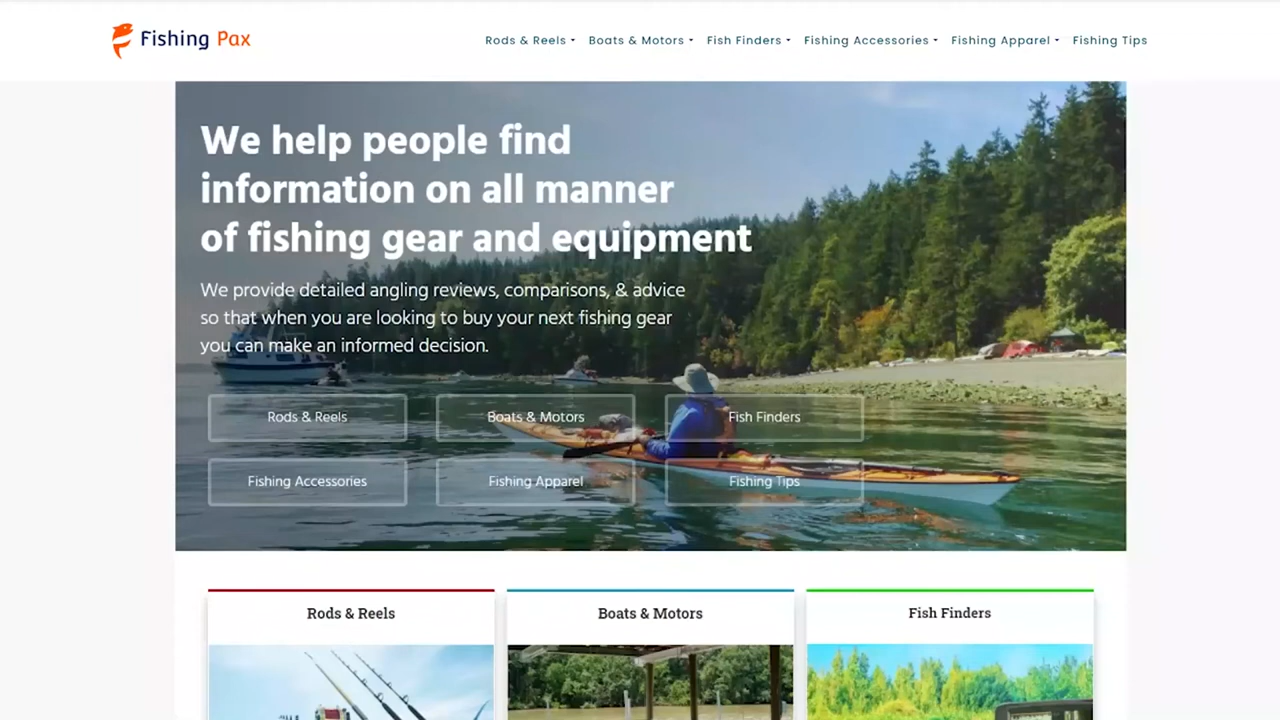 Fishing Pax
Rods & Reels
Boats & Motors
Fish Finders
Fishing Accessories
Fishing Apparel
Fishing Tips
We help people find
information on all manner
of fishing gear and equipment
We provide detailed angling reviews, comparisons, & advice
so that when you are looking to buy your next fishing gear
you can make an informed decision.
Rods & Reels
Boats & Motors
Fish Finders
Fishing Accessories
Fishing Apparel
Fishing Tips
Rods & Reels
Boats & Motors
Fish Finders